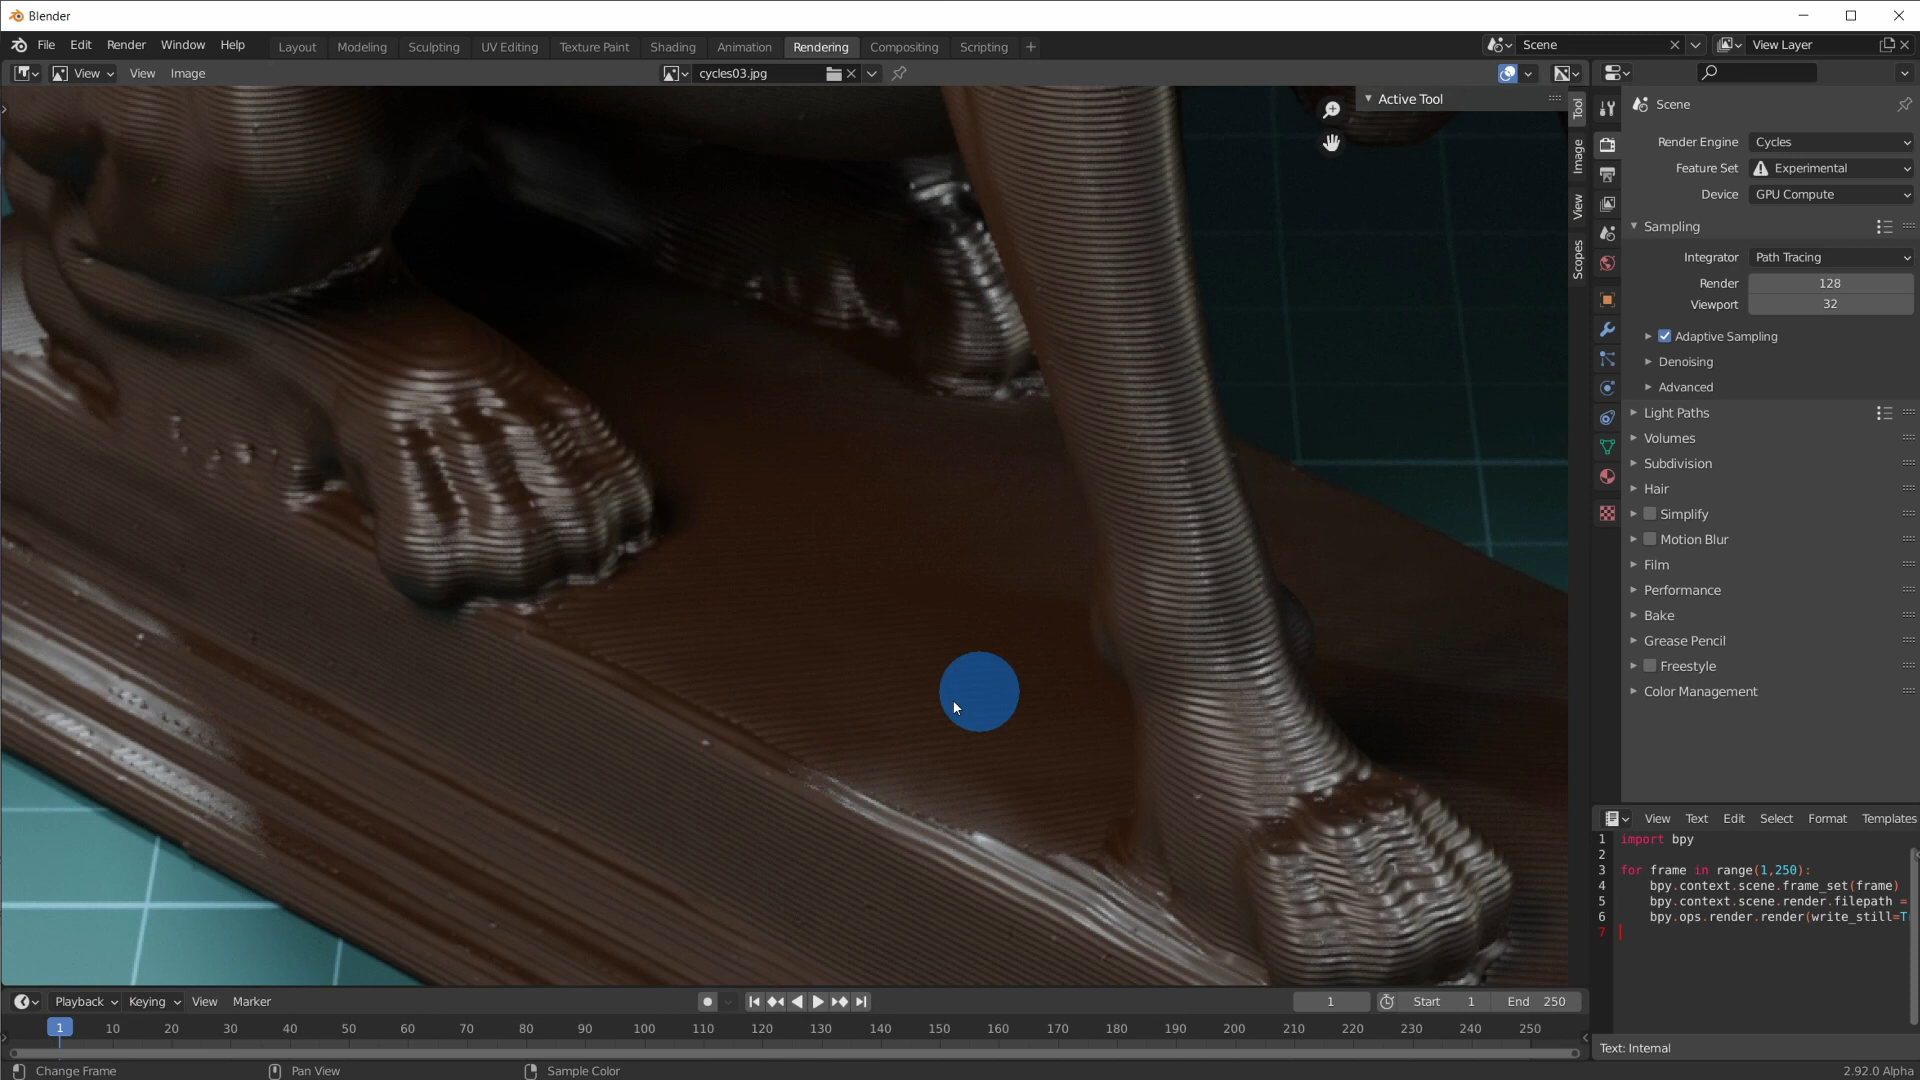 Blender
File Edit Render Window Help Layout Modeling Sculpting UV Editing Texture Paint Shading Animation Rendering Compositing Scripting + Scene View Layer
View View Image cycles03.jpg
Active Tool
Tool
Image
View
Scopes
Scene
Render Engine Cycles
Feature Set Experimental
Device GPU Compute
Sampling
Integrator Path Tracing
Render 128
Viewport 32
Adaptive Sampling
Denoising
Advanced
Light Paths
Volumes
Subdivision
Hair
Simplify
Motion Blur
Film
Performance
Bake
Grease Pencil
Freestyle
Color Management
View Text Edit Select Format Templates
1 import bpy
2
3 for frame in range(1,250):
4 bpy.context.scene.frame_set(frame)
5 bpy.context.scene.render.filepath =
6 bpy.ops.render.render(write_still=T
7
Text: Internal
Playback Keying View Marker 1 Start 1 End 250
1 10 20 30 40 50 60 70 80 90 100 110 120 130 140 150 160 170 180 190 200 210 220 230 240 250
Change Frame Pan View Sample Color 2.92.0 Alpha